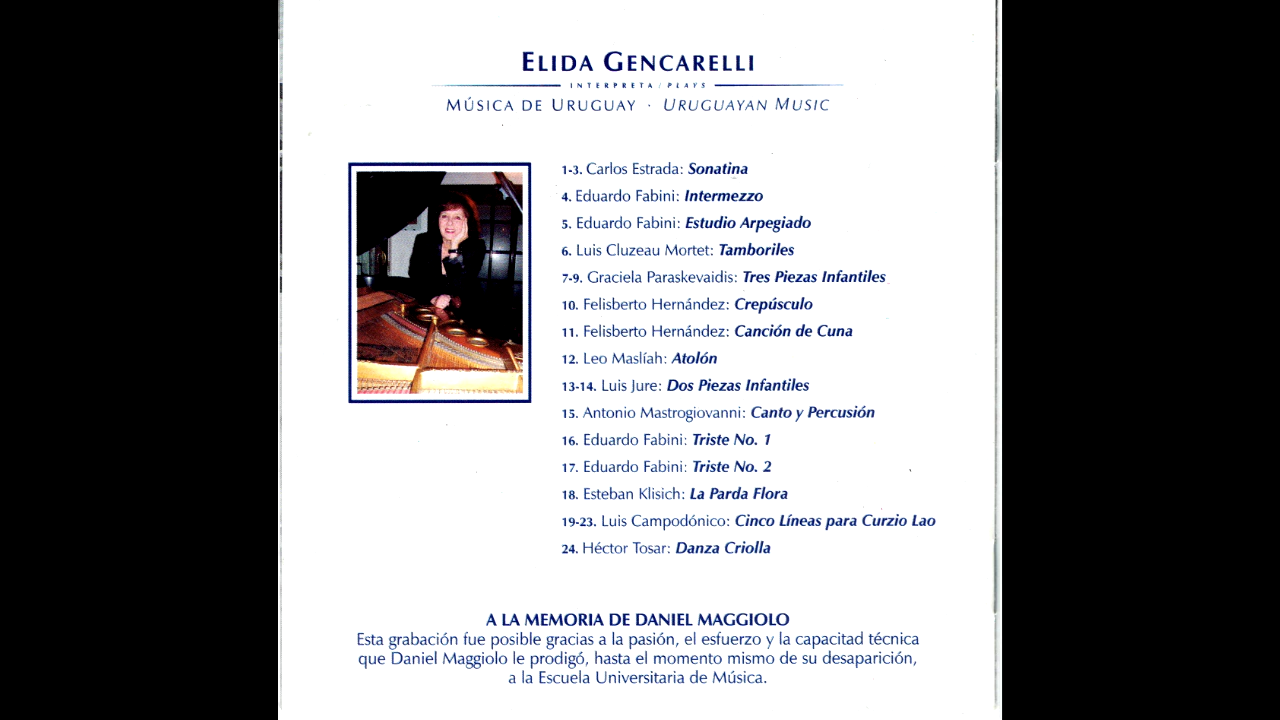 ELIDA GENCARELLI
INTERPRETA / PLAYS
MÚSICA DE URUGUAY · URUGUAYAN MUSIC
1-3. Carlos Estrada: Sonatina
4. Eduardo Fabini: Intermezzo
5. Eduardo Fabini: Estudio Arpegiado
6. Luis Cluzeau Mortet: Tamboriles
7-9. Graciela Paraskevaídis: Tres Piezas Infantiles
10. Felisberto Hernández: Crepúsculo
11. Felisberto Hernández: Canción de Cuna
12. Leo Maslíah: Atolón
13-14. Luis Jure: Dos Piezas Infantiles
15. Antonio Mastrogiovanni: Canto y Percusión
16. Eduardo Fabini: Triste No. 1
17. Eduardo Fabini: Triste No. 2
18. Esteban Klisich: La Parda Flora
19-23. Luis Campodónico: Cinco Líneas para Curzio Lao
24. Héctor Tosar: Danza Criolla
A LA MEMORIA DE DANIEL MAGGIOLO
Esta grabación fue posible gracias a la pasión, el esfuerzo y la capacitad técnica
que Daniel Maggiolo le prodigó, hasta el momento mismo de su desaparición,
a la Escuela Universitaria de Música.